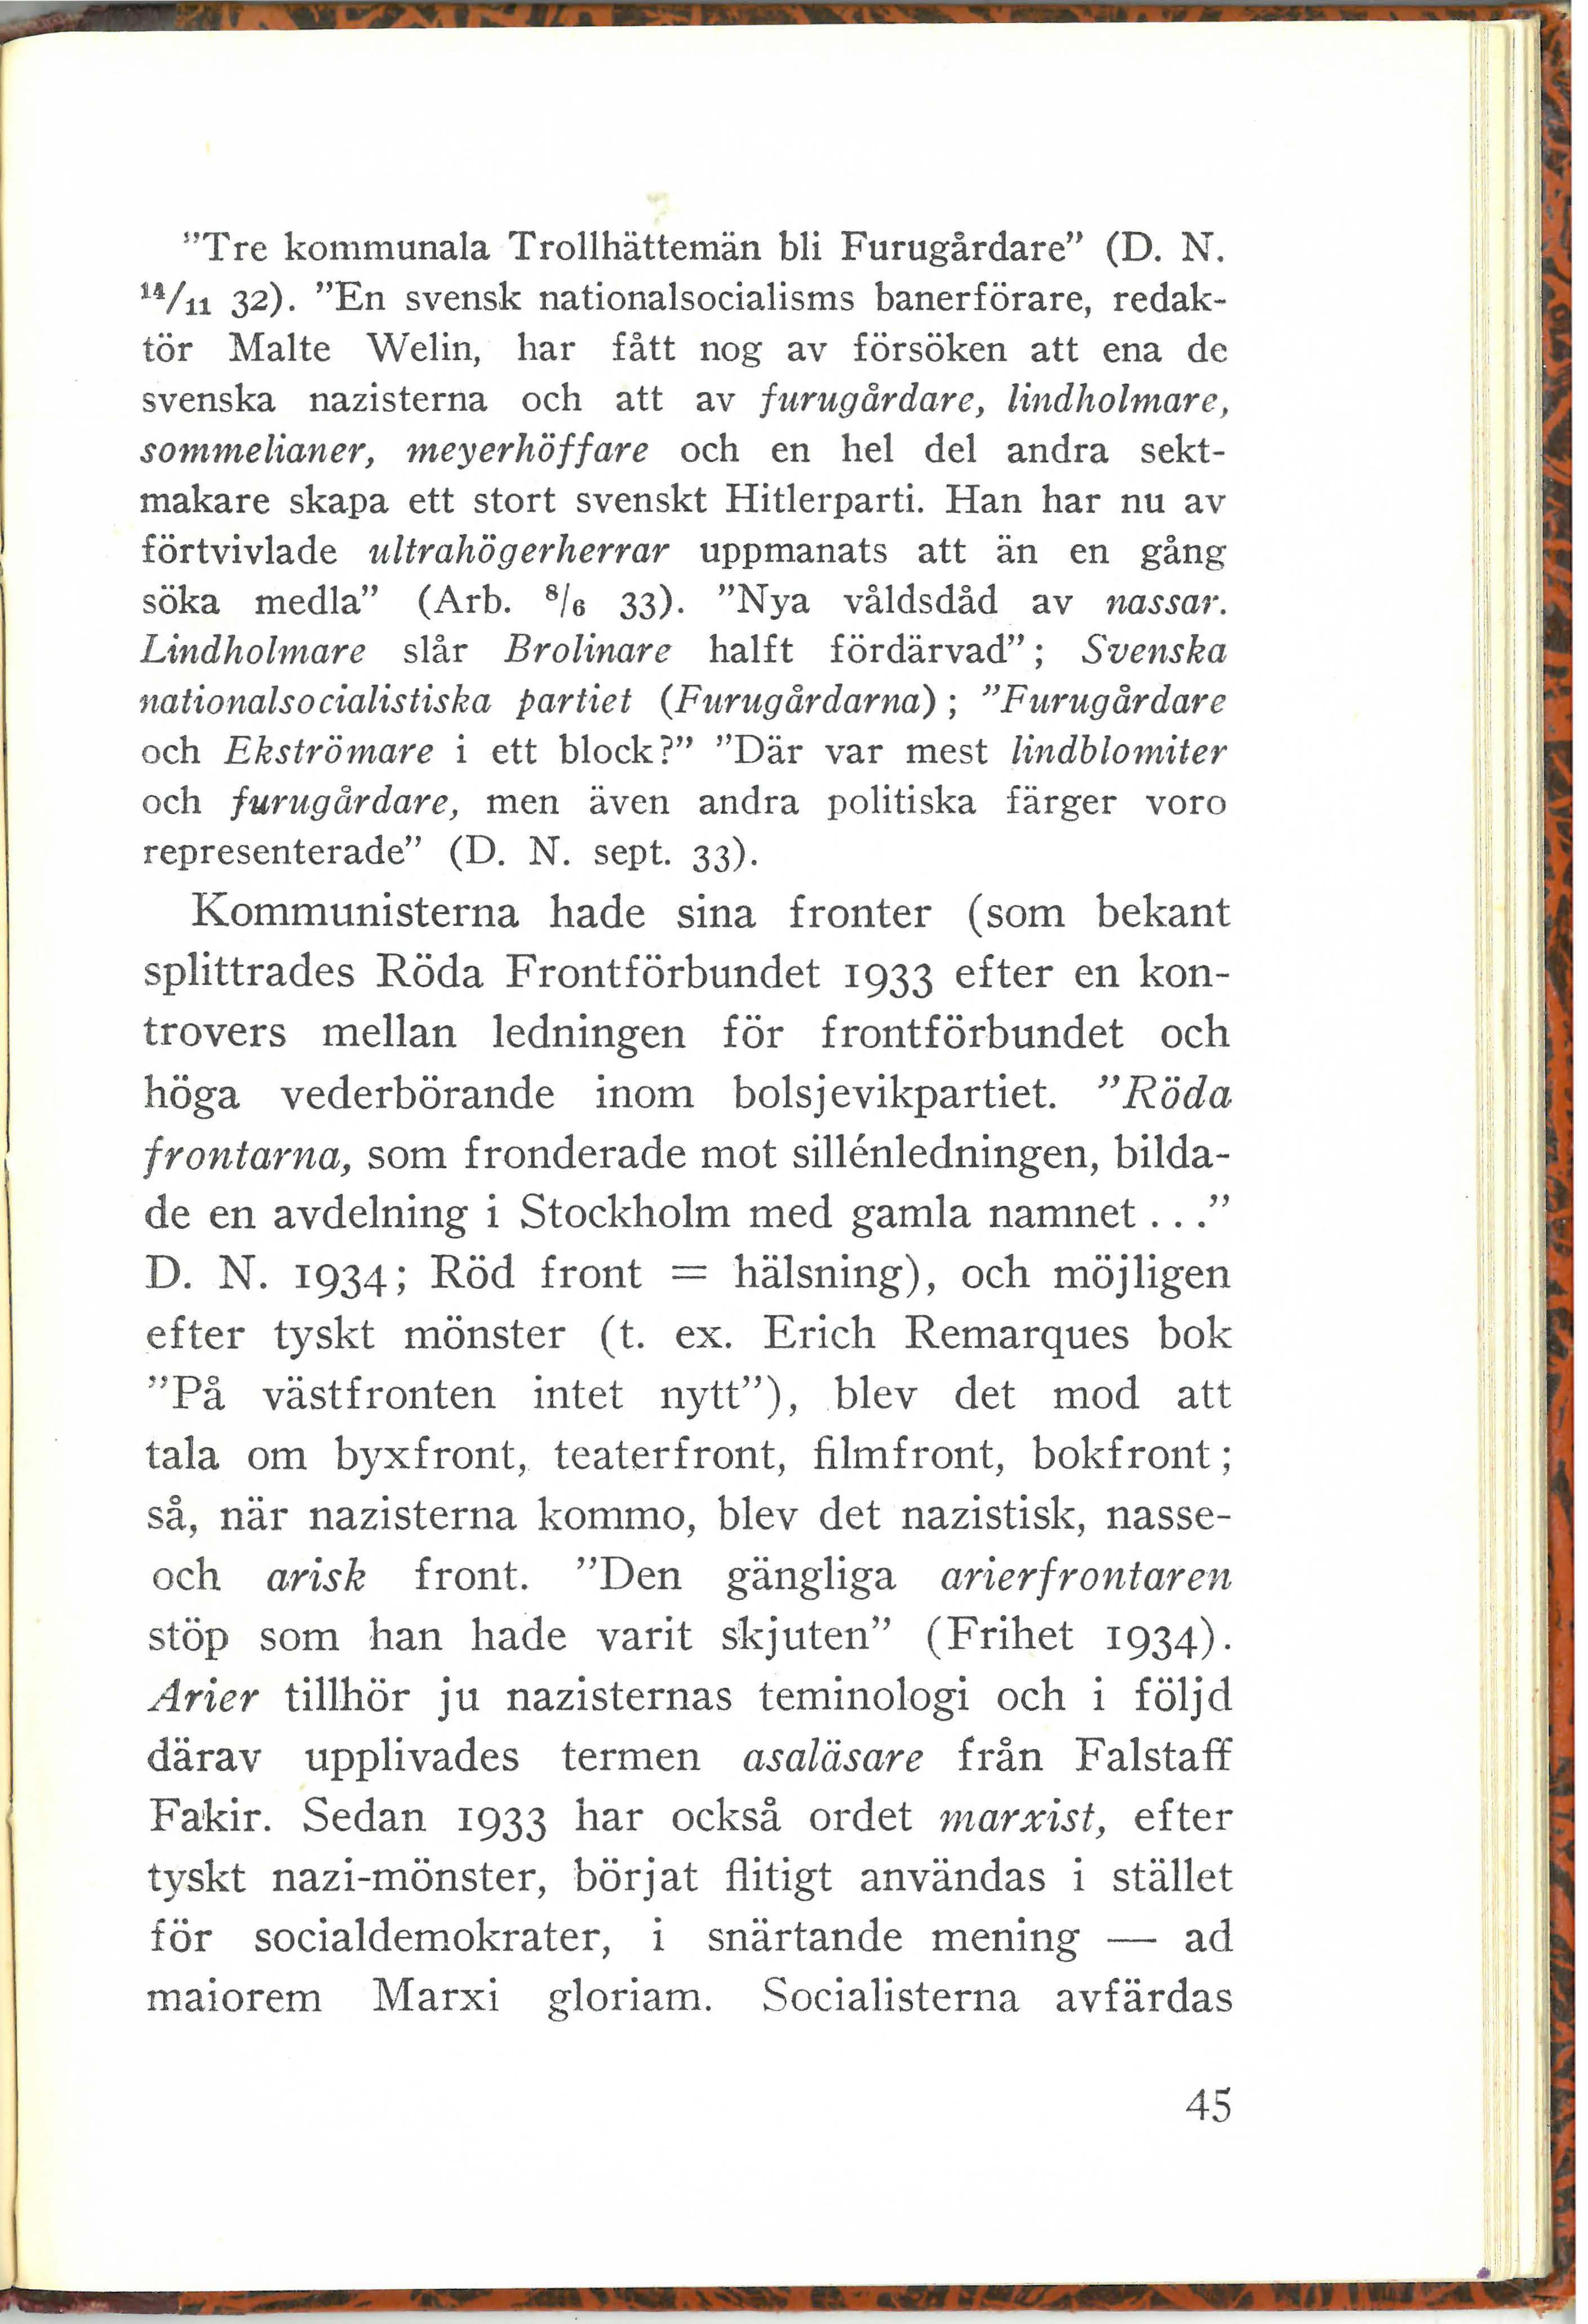 ”Tre kommunala Trollhättemän bli Furugårdare” (D. N.
¹⁴/₁₁ 32). ”En svensk nationalsocialisms banerförare, redak-
tör Malte Welin, har fått nog av försöken att ena de
svenska nazisterna och att av furugårdare, lindholmare,
sommelianer, meyerhöffare och en hel del andra sekt-
makare skapa ett stort svenskt Hitlerparti. Han har nu av
förtvivlade ultrahögerherrar uppmanats att än en gång
söka medla” (Arb. ⁸/₆ 33). ”Nya våldsdåd av nassar.
Lindholmare slår Brolinare halft fördärvad”; Svenska
nationalsocialistiska partiet (Furugårdarna); ”Furugårdare
och Ekströmare i ett block?” ”Där var mest lindblomiter
och furugårdare, men även andra politiska färger voro
representerade” (D. N. sept. 33).
Kommunisterna hade sina fronter (som bekant
splittrades Röda Frontförbundet 1933 efter en kon-
trovers mellan ledningen för frontförbundet och
höga vederbörande inom bolsjevikpartiet. ”Röda
frontarna, som fronderade mot sillénledningen, bilda-
de en avdelning i Stockholm med gamla namnet...”
D. N. 1934; Röd front = hälsning), och möjligen
efter tyskt mönster (t. ex. Erich Remarques bok
”På västfronten intet nytt”), blev det mod att
tala om byxfront, teaterfront, filmfront, bokfront;
så, när nazisterna kommo, blev det nazistisk, nasse-
och arisk front. ”Den gängliga arierfrontaren
stöp som han hade varit skjuten” (Frihet 1934).
Arier tillhör ju nazisternas teminologi och i följd
därav upplivades termen asaläsare från Falstaff
Fakir. Sedan 1933 har också ordet marxist, efter
tyskt nazi-mönster, börjat flitigt användas i stället
för socialdemokrater, i snärtande mening — ad
maiorem Marxi gloriam. Socialisterna avfärdas
45